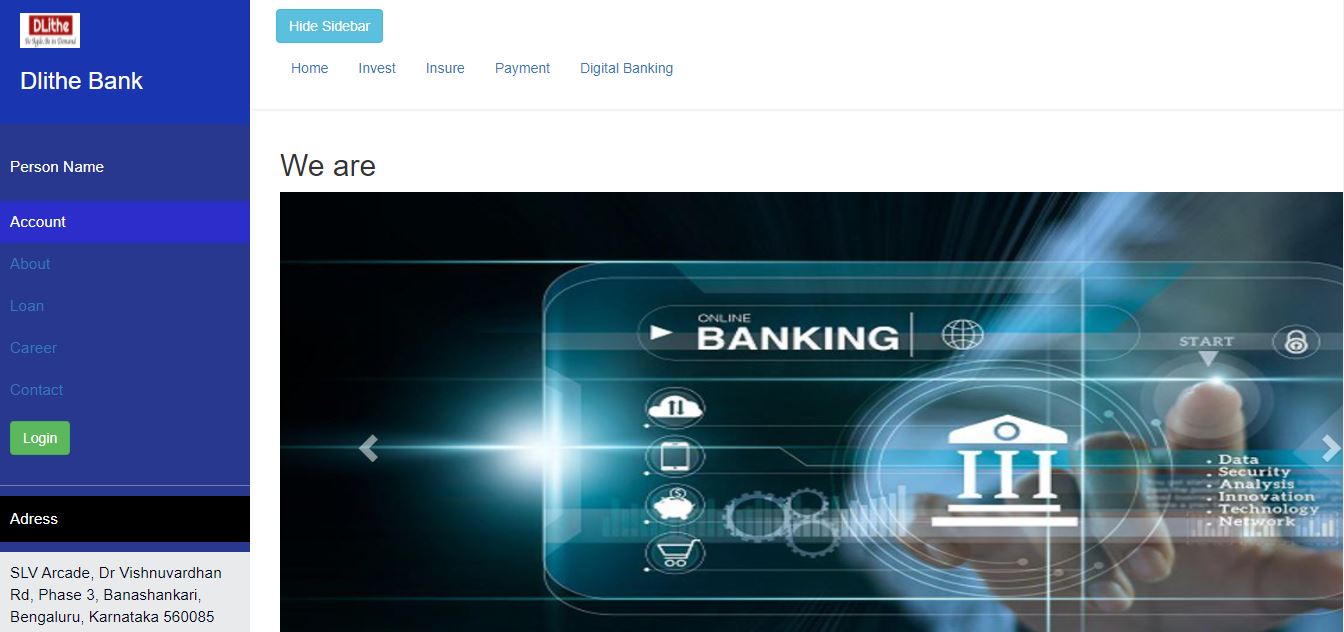 DLithe
Be Agile, Be in Demand
Dlithe Bank
Person Name
Account
About
Loan
Career
Contact
Login
Adress
SLV Arcade, Dr Vishnuvardhan
Rd, Phase 3, Banashankari,
Bengaluru, Karnataka 560085
Hide Sidebar
Home Invest Insure Payment Digital Banking
We are
ONLINE
BANKING
START
Data
Security
Analysis
Innovation
Technology
Network